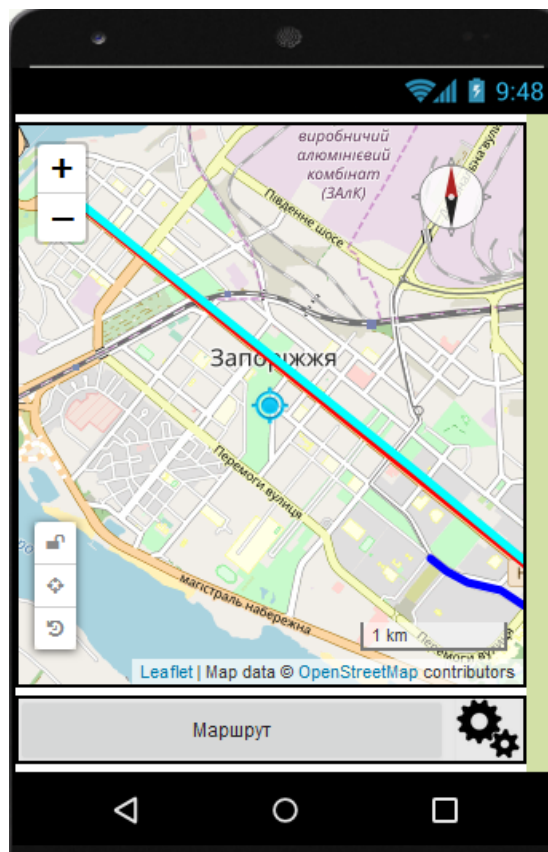 9:48
виробничий
алюмінієвий
комбінат
(ЗАлК)
Південне шосе
+
−
Запоріжжя
Перемоги вулиця
магістраль набережна
1 km
Leaflet | Map data © OpenStreetMap contributors
Маршрут